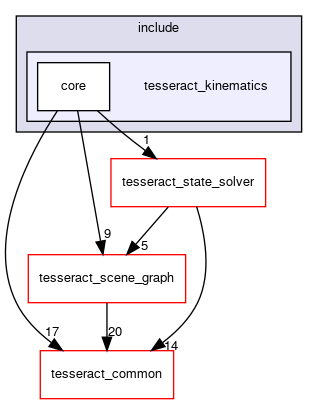 include
core
tesseract_kinematics
1
tesseract_state_solver
9
5
tesseract_scene_graph
17
20
14
tesseract_common